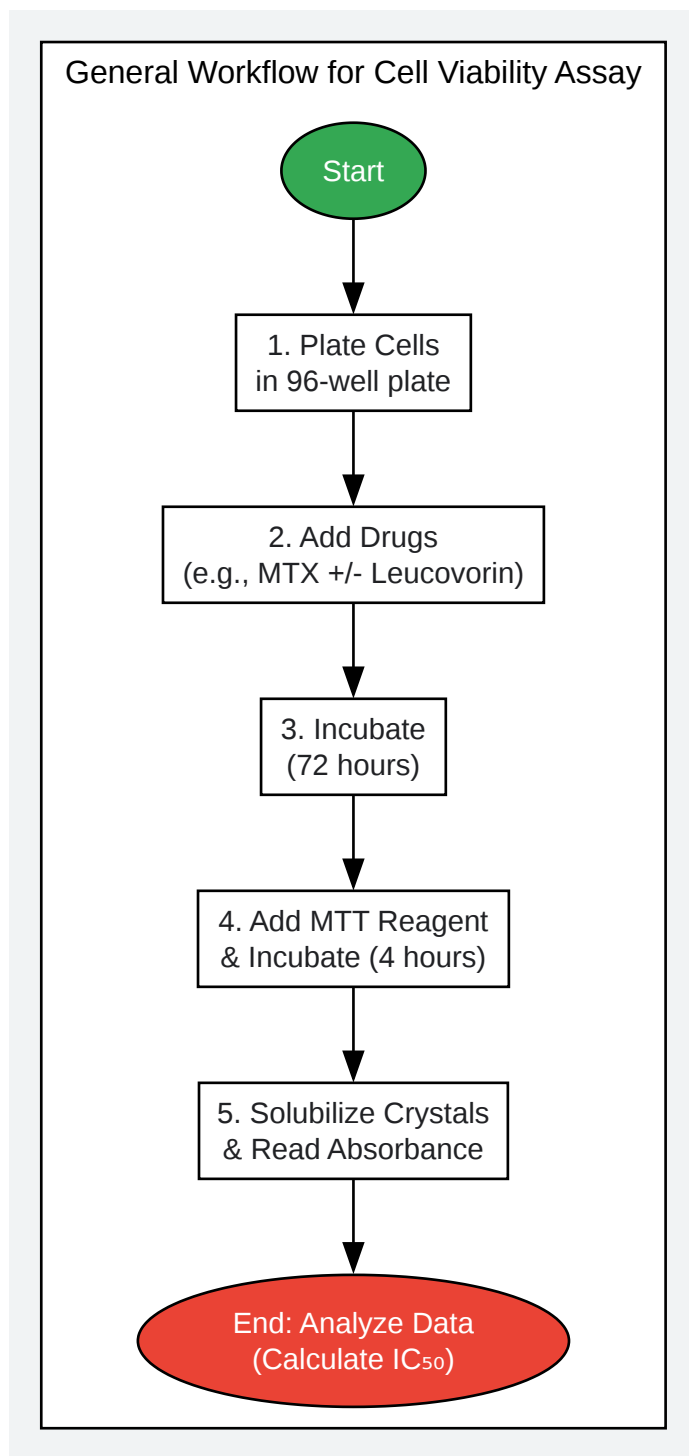 General Workflow for Cell Viability Assay
Start
1. Plate Cells
in 96-well plate
2. Add Drugs
(e.g., MTX +/- Leucovorin)
3. Incubate
(72 hours)
4. Add MTT Reagent
& Incubate (4 hours)
5. Solubilize Crystals
& Read Absorbance
End: Analyze Data
(Calculate IC₅₀)